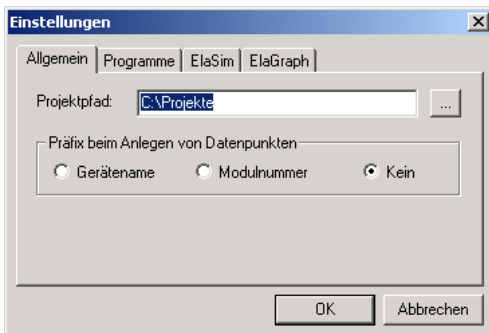 Einstellungen
Allgemein Programme ElaSim ElaGraph
Projektpfad: C:\Projekte ...
Präfix beim Anlegen von Datenpunkten
Gerätename Modulnummer Kein
OK Abbrechen